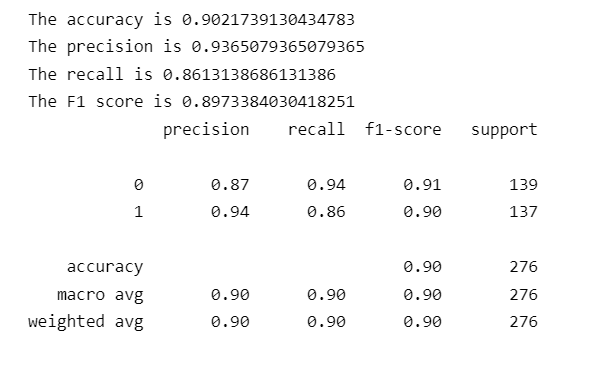 The accuracy is 0.9021739130434783
The precision is 0.9365079365079365
The recall is 0.8613138686131386
The F1 score is 0.8973384030418251
precision recall f1-score support
0 0.87 0.94 0.91 139
1 0.94 0.86 0.90 137
accuracy 0.90 276
macro avg 0.90 0.90 0.90 276
weighted avg 0.90 0.90 0.90 276